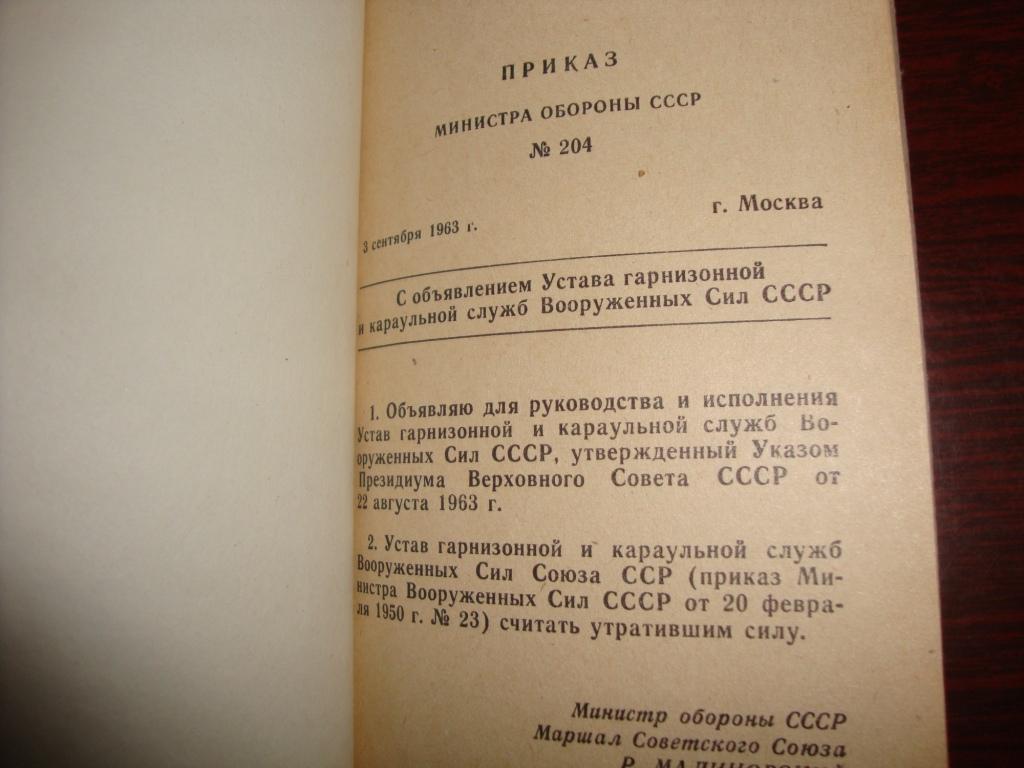 ПРИКАЗ
МИНИСТРА ОБОРОНЫ СССР
№ 204
3 сентября 1963 г.
г. Москва
С объявлением Устава гарнизонной
и караульной служб Вооруженных Сил СССР
1. Объявляю для руководства и исполнения
Устав гарнизонной и караульной служб Во-
оруженных Сил СССР, утвержденный Указом
Президиума Верховного Совета СССР от
22 августа 1963 г.
2. Устав гарнизонной и караульной служб
Вооруженных Сил Союза ССР (приказ Ми-
нистра Вооруженных Сил СССР от 20 февра-
ля 1950 г. № 23) считать утратившим силу.
Министр обороны СССР
Маршал Советского Союза
Р. МАЛИНОВСКИЙ